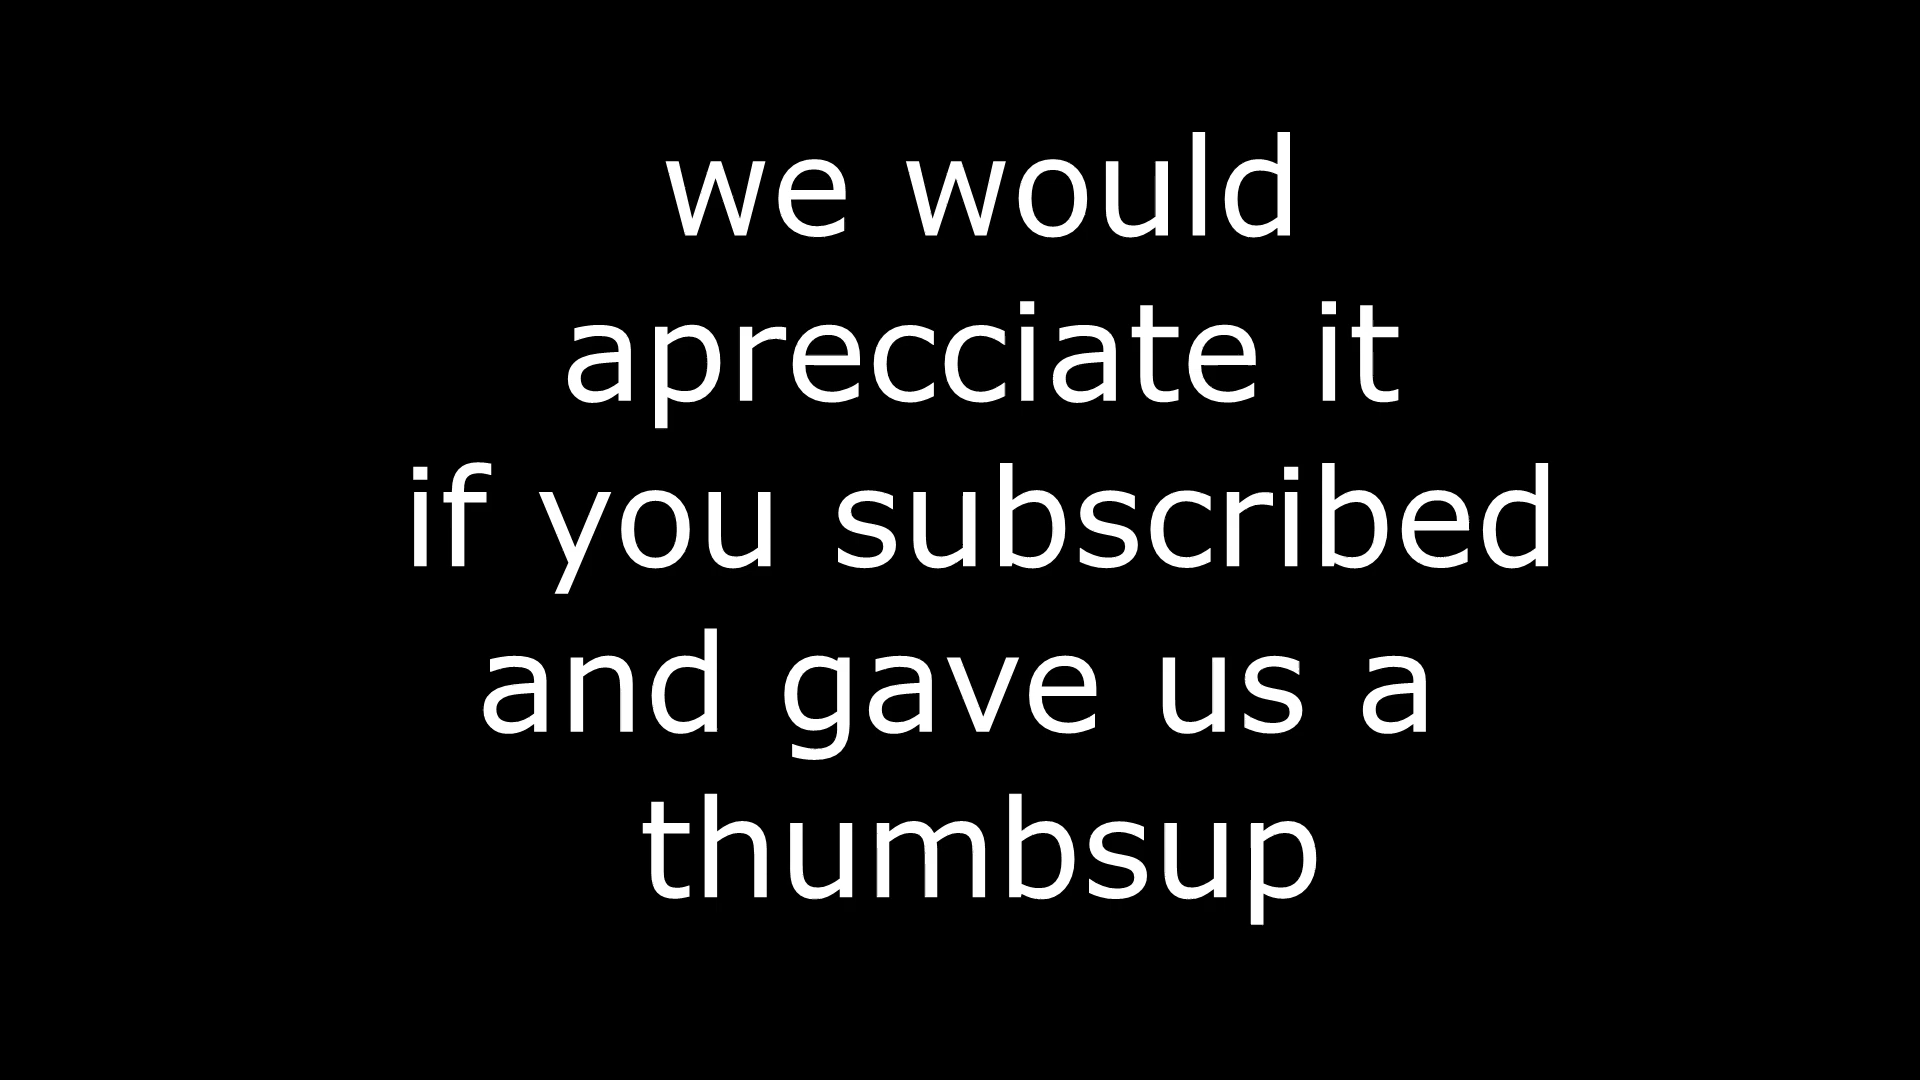 we would
aprecciate it
if you subscribed
and gave us a
thumbsup